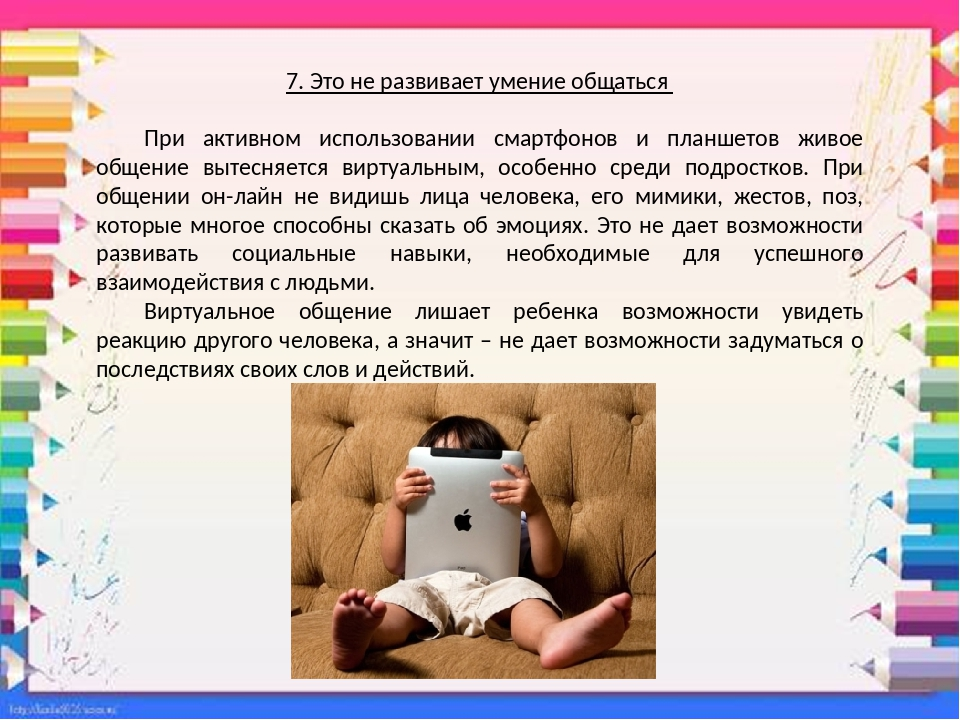 7. Это не развивает умение общаться
При активном использовании смартфонов и планшетов живое
общение вытесняется виртуальным, особенно среди подростков. При
общении он-лайн не видишь лица человека, его мимики, жестов, поз,
которые многое способны сказать об эмоциях. Это не дает возможности
развивать социальные навыки, необходимые для успешного
взаимодействия с людьми.
Виртуальное общение лишает ребенка возможности увидеть
реакцию другого человека, а значит – не дает возможности задуматься о
последствиях своих слов и действий.